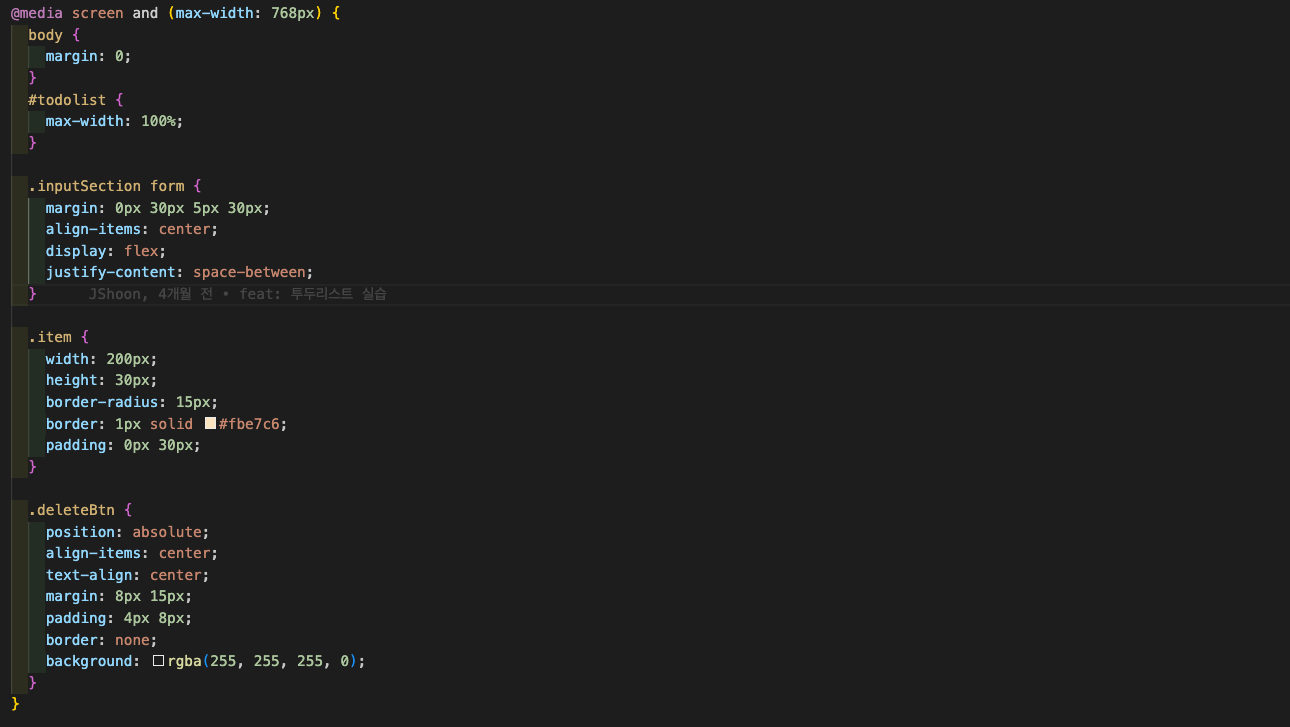 @media screen and (max-width: 768px) {
  body {
    margin: 0;
  }
  #todolist {
    max-width: 100%;
  }

  .inputSection form {
    margin: 0px 30px 5px 30px;
    align-items: center;
    display: flex;
    justify-content: space-between;
  }      JShoon, 4개월 전 • feat: 투두리스트 실습

  .item {
    width: 200px;
    height: 30px;
    border-radius: 15px;
    border: 1px solid #fbe7c6;
    padding: 0px 30px;
  }

  .deleteBtn {
    position: absolute;
    align-items: center;
    text-align: center;
    margin: 8px 15px;
    padding: 4px 8px;
    border: none;
    background: rgba(255, 255, 255, 0);
  }
}